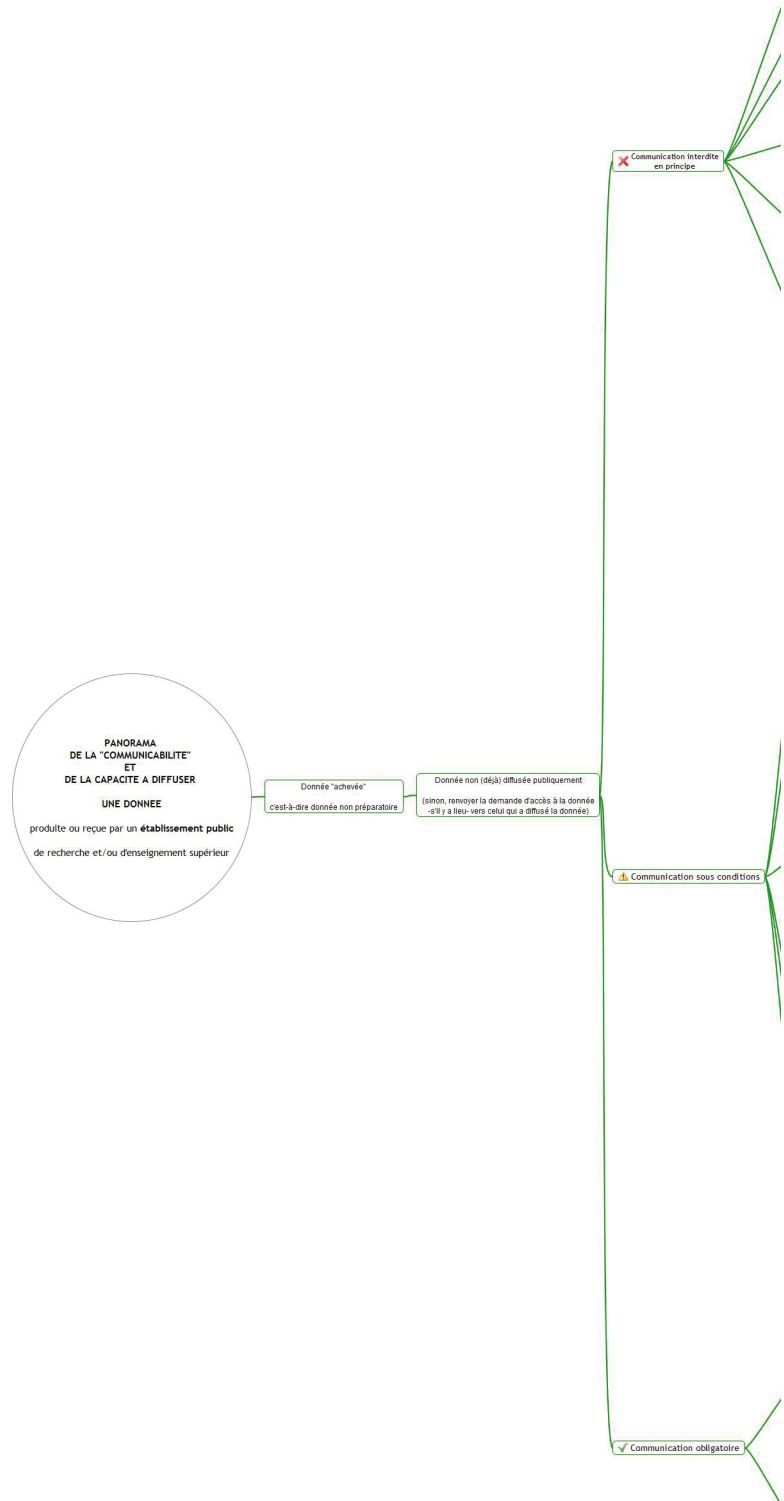 Communication interdite
en principe
PANORAMA
DE LA "COMMUNICABILITE"
ET
DE LA CAPACITE A DIFFUSER
UNE DONNEE
produite ou reçue par un établissement public
de recherche et/ou d'enseignement supérieur
Donnée "achevée"
c'est-à-dire donnée non préparatoire
Donnée non (déjà) diffusée publiquement
(sinon, renvoyer la demande d'accès à la donnée
-s'il y a lieu- vers celui qui a diffusé la donnée)
Communication sous conditions
Communication obligatoire